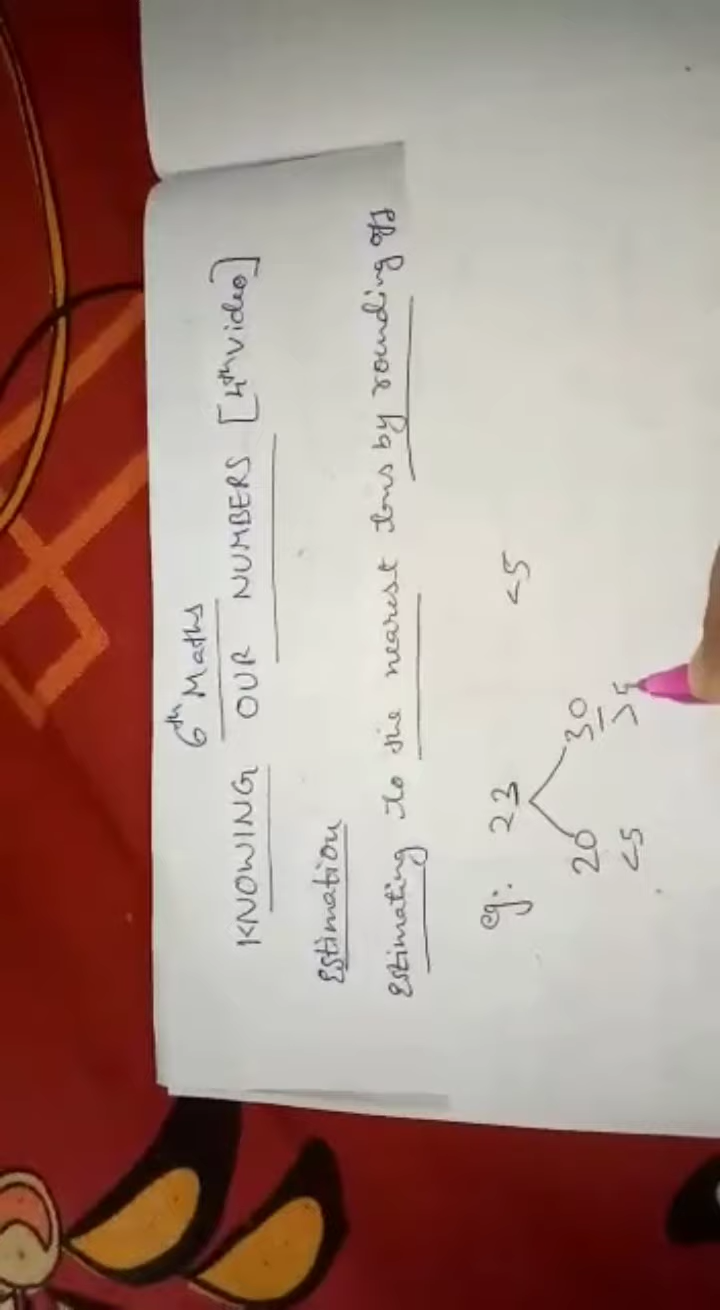 6th Maths
KNOWING OUR NUMBERS [4th video]
Estimation
Estimating to the nearest tens by rounding off
eg: 23 <5
20 30
<5 ≥5